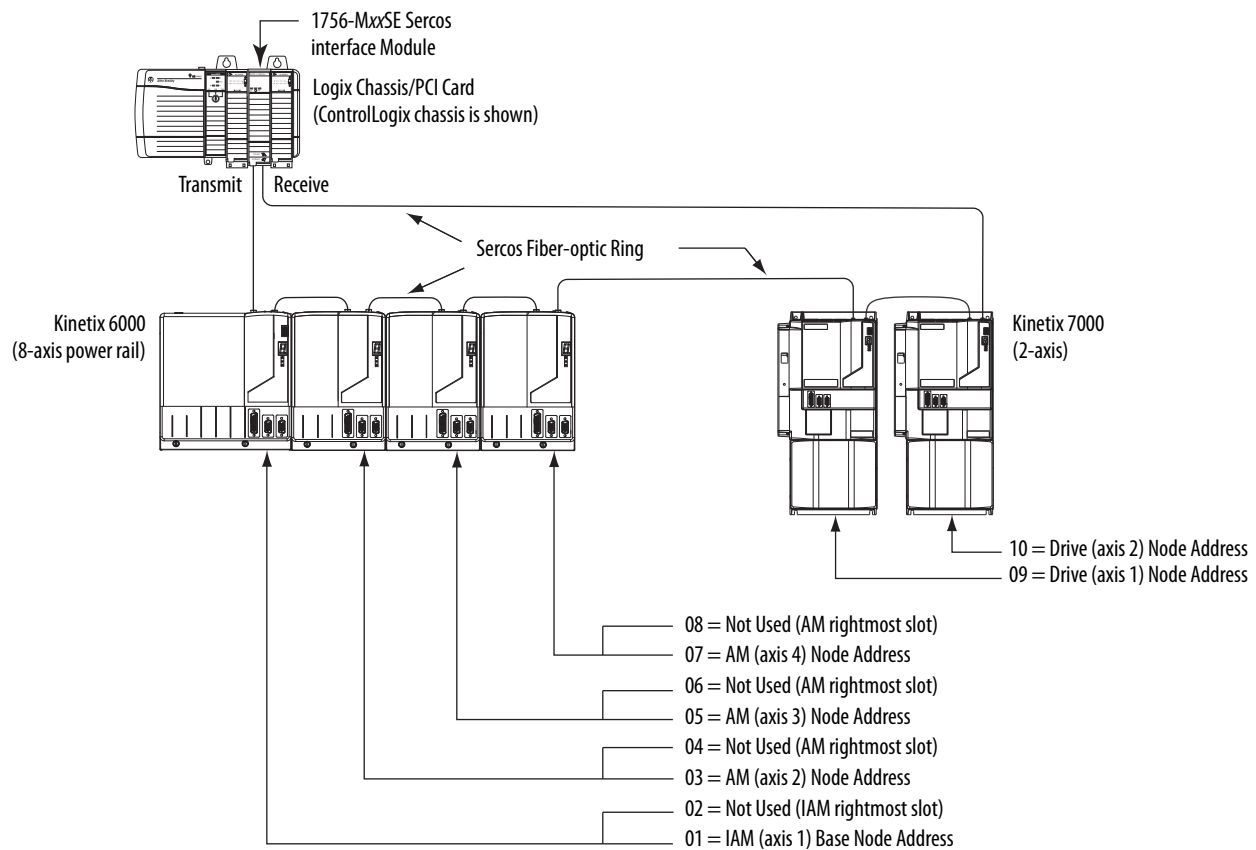 1756-MxxSE Sercos
interface Module
Logix Chassis/PCI Card
(ControlLogix chassis is shown)
Transmit
Receive
Sercos Fiber-optic Ring
Kinetix 6000
(8-axis power rail)
Kinetix 7000
(2-axis)
10 = Drive (axis 2) Node Address
09 = Drive (axis 1) Node Address
08 = Not Used (AM rightmost slot)
07 = AM (axis 4) Node Address
06 = Not Used (AM rightmost slot)
05 = AM (axis 3) Node Address
04 = Not Used (AM rightmost slot)
03 = AM (axis 2) Node Address
02 = Not Used (IAM rightmost slot)
01 = IAM (axis 1) Base Node Address